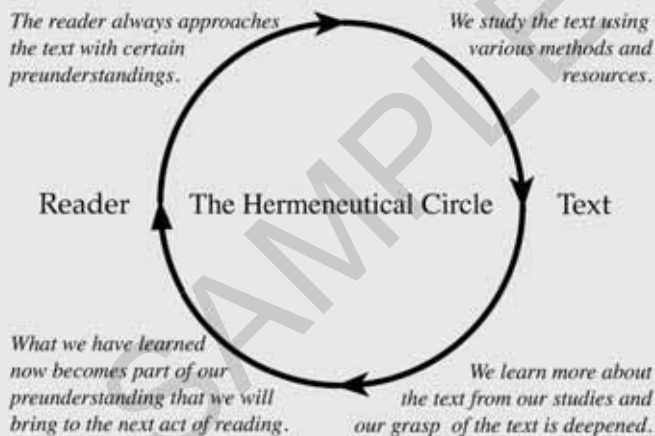 The reader always approaches
the text with certain
preunderstandings.
We study the text using
various methods and
resources.
Reader
The Hermeneutical Circle
Text
What we have learned
now becomes part of our
preunderstanding that we will
bring to the next act of reading.
We learn more about
the text from our studies and
our grasp of the text is deepened.
SAMPLE